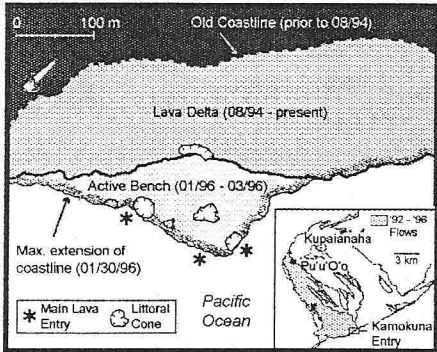 0 100 m
Old Coastline (prior to 08/94)
Lava Delta (08/94 - present)
Active Bench (01/96 - 03/96)
Max. extension of
coastline (01/30/96)
Main Lava
Entry
Littoral
Cone
Pacific
Ocean
'92 - '96
Flows
Kupaianaha
3 km
Pu'u'O'o
Kamokuna
Entry